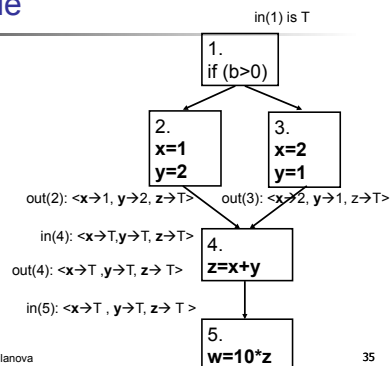 in(1) is T
1.
if (b>0)
2.
x=1
y=2
3.
x=2
y=1
out(2): <x→1, y→2, z→T>
out(3): <x→2, y→1, z→T>
in(4): <x→T,y→T, z→T>
4.
z=x+y
out(4): <x→T ,y→T, z→ T>
in(5): <x→T , y→T, z→ T >
5.
w=10*z
lanova
35